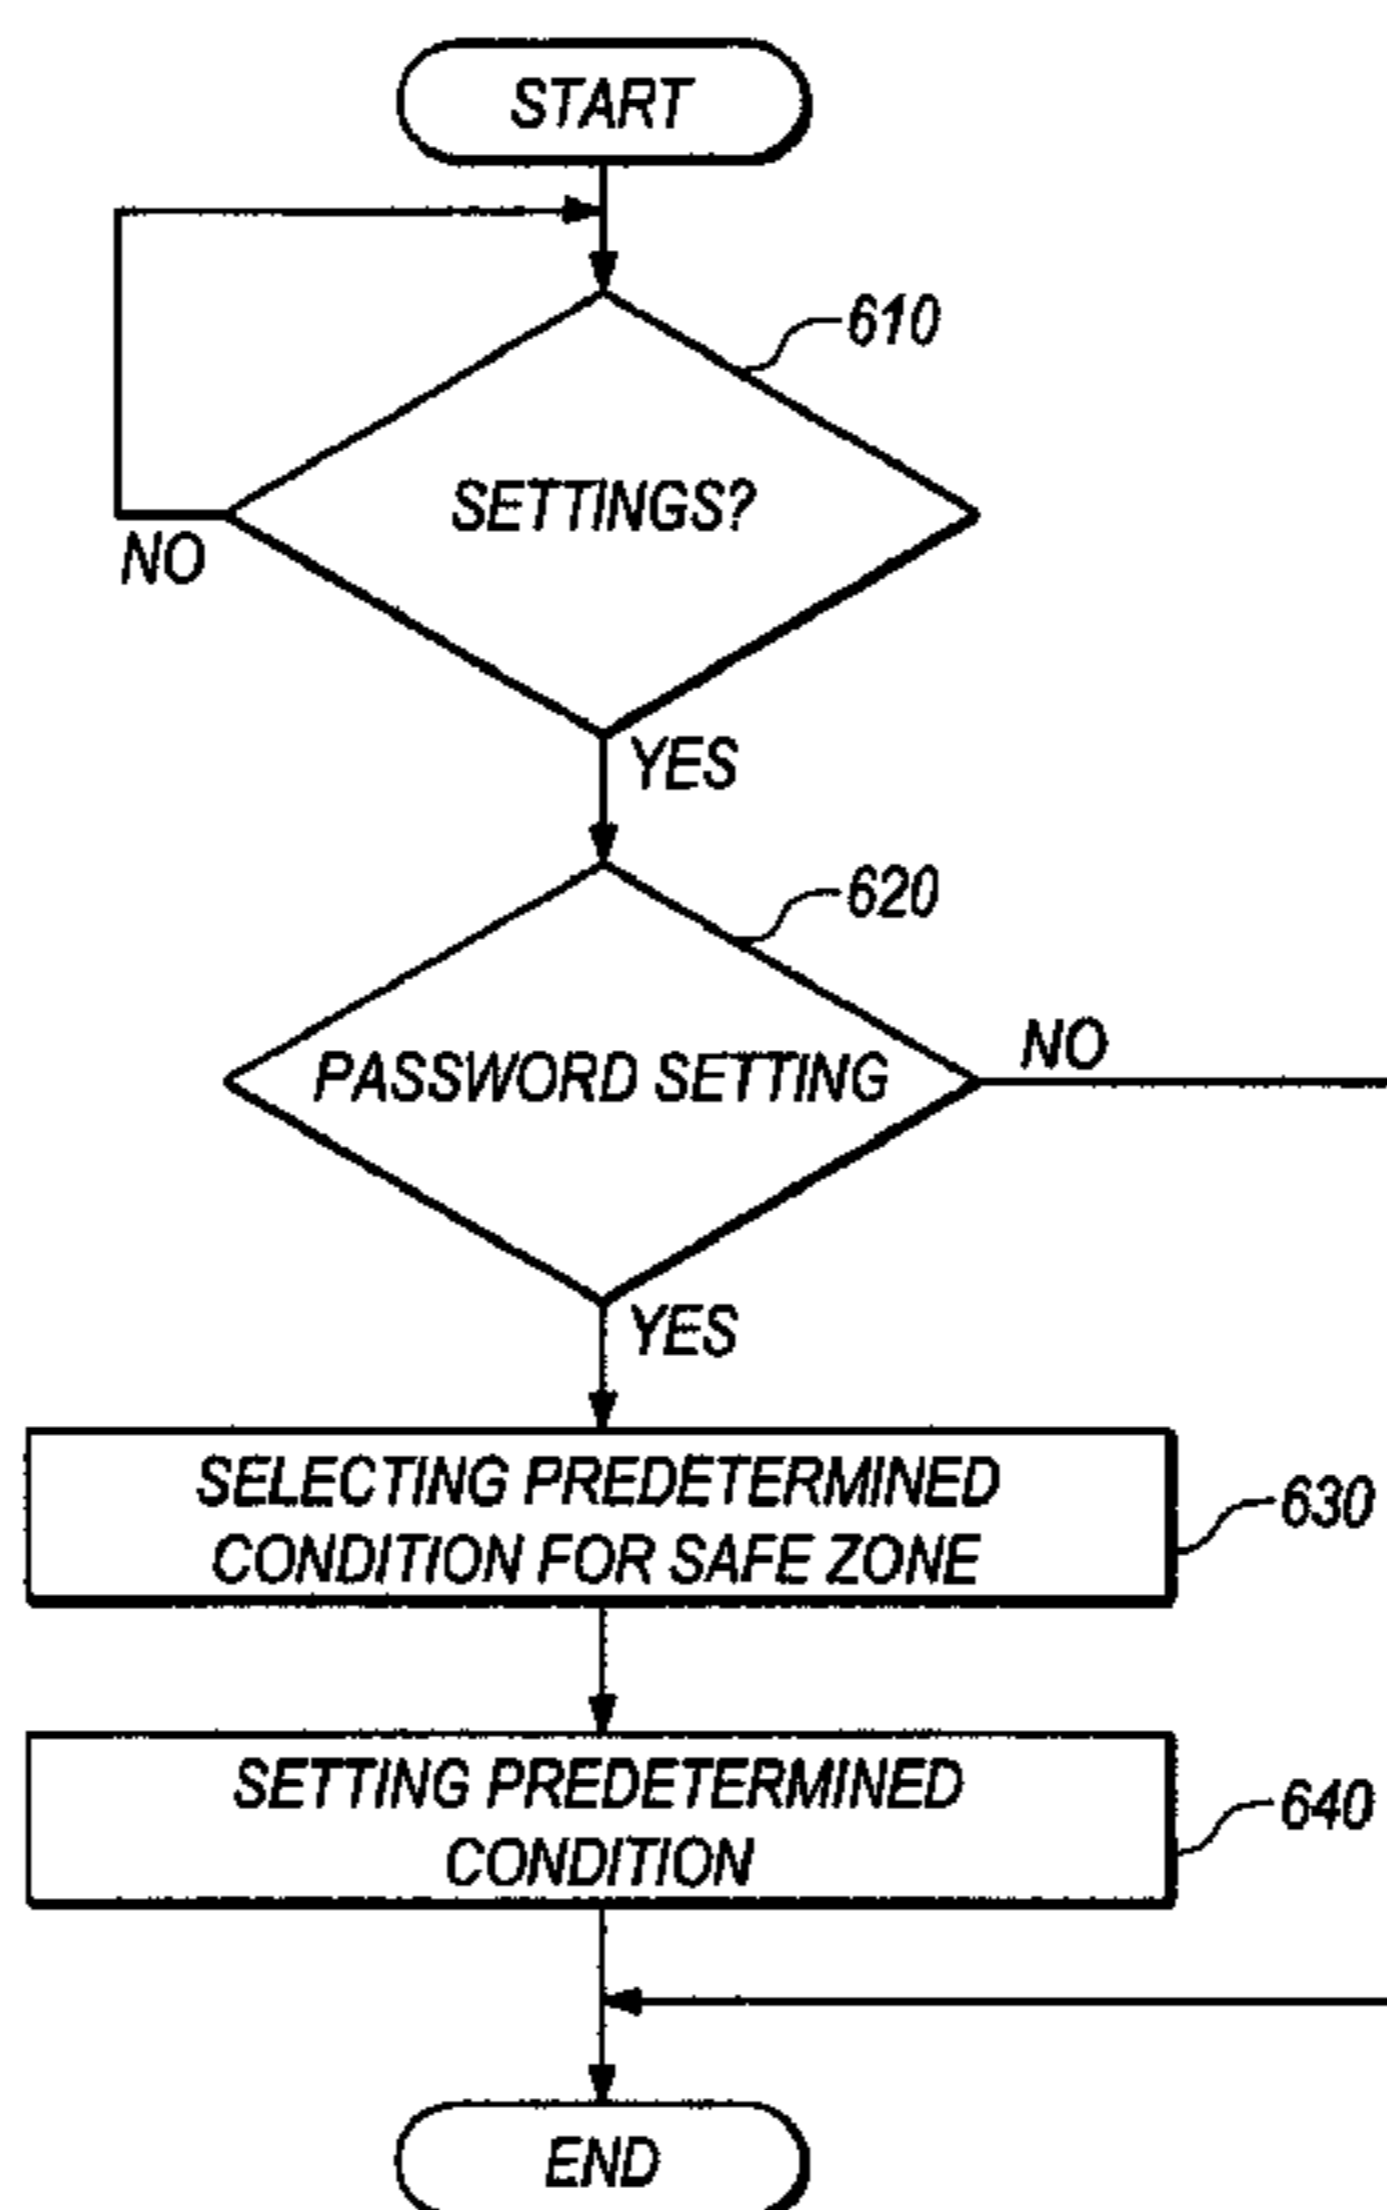 START
610
SETTINGS?
NO
YES
620
PASSWORD SETTING
NO
YES
SELECTING PREDETERMINED
CONDITION FOR SAFE ZONE
630
SETTING PREDETERMINED
CONDITION
640
END